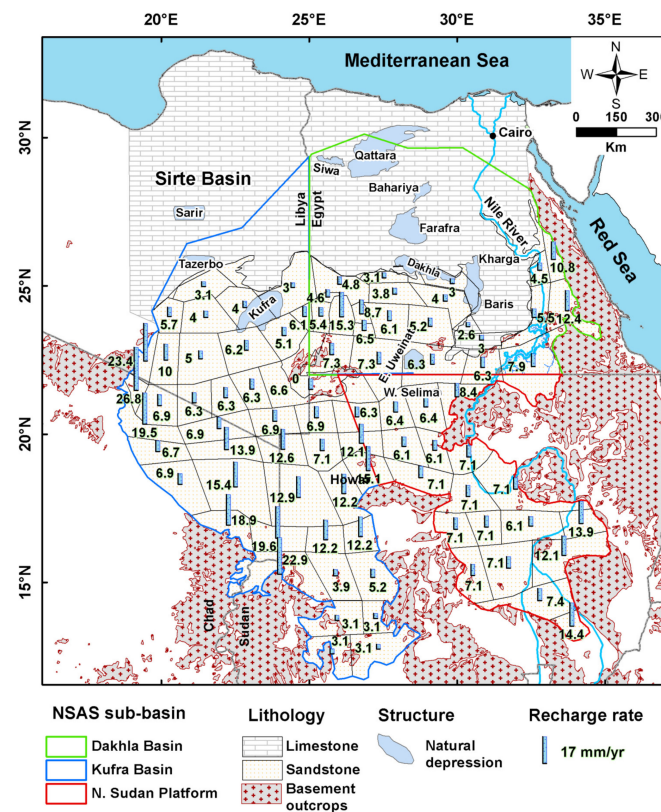 20°E 25°E 30°E 35°E
Mediterranean Sea
N
W E
S
0 150 300
Km
30°N
Cairo
Qattara
Siwa
Sirte Basin
Libya
Egypt
Bahariya
Nile River
Red Sea
Sarir
Farafra
Tazerbo
Dakhla
Kharga
10.8
25°N
3.1
3
4.8
3.1
4.5
Kufra
4.6
3.8
4
3
Baris
5.7
4
4
6.1
5.4
15.3
8.7
6.1
5.2
5.5
12.4
5.1
6.5
2.6
23.4
10
5
6.2
7.3
7.3
E. Uweinat
6.3
3
6.3
7.9
0
26.8
6.9
6.3
6.3
6.3
6.6
W. Selima
8.4
20°N
19.5
6.9
6.9
6.3
6.4
6.4
6.7
13.9
12.6
7.1
12.1
6.1
6.1
7.1
6.9
15.4
12.9
Howar
15.1
7.1
7.1
12.2
18.9
12.2
12.2
7.1
7.1
6.1
13.9
19.6
22.9
12.1
15°N
3.9
5.2
7.1
7.1
Chad
Sudan
3.1
3.1
7.4
3.1
3.1
14.4
NSAS sub-basin
Dakhla Basin
Kufra Basin
N. Sudan Platform
Lithology
Limestone
Sandstone
Basement
outcrops
Structure
Natural
depression
Recharge rate
17 mm/yr